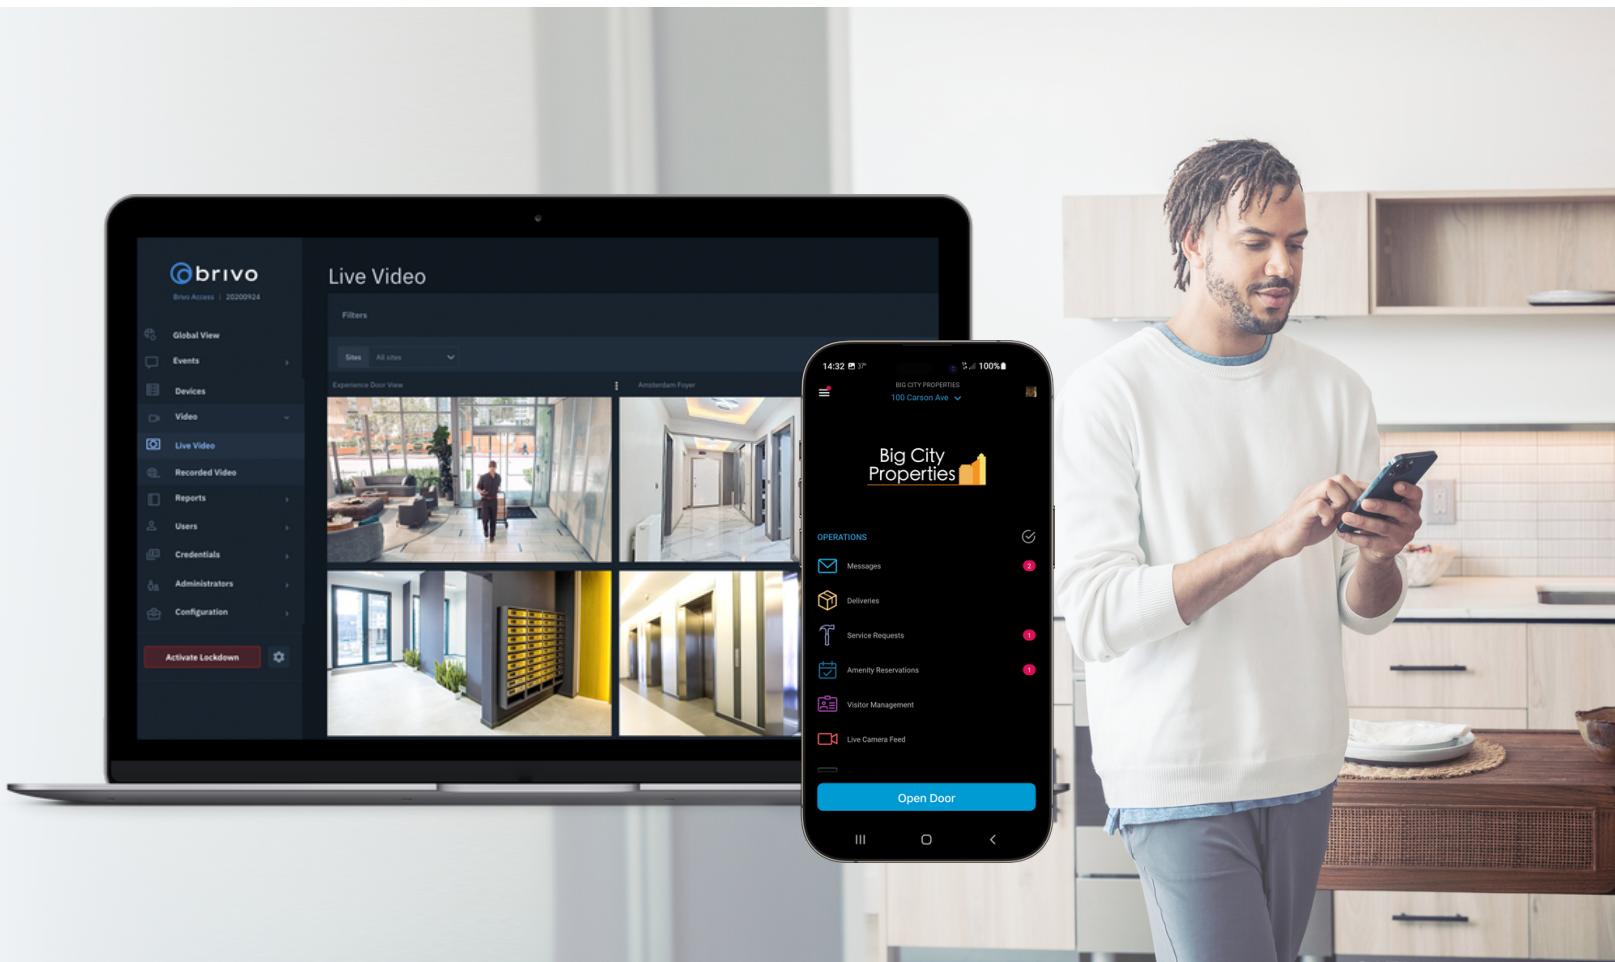 brivo
Brivo Access | 20200924
Global View
Events
Devices
Video
Live Video
Recorded Video
Reports
Users
Credentials
Administrators
Configuration
Activate Lockdown
Live Video
Filters
Sites All sites
Experience Door View
Amsterdam Foyer
14:32 37° 100%
BIG CITY PROPERTIES
100 Carson Ave
Big City
Properties
OPERATIONS
Messages 2
Deliveries
Service Requests 1
Amenity Reservations 1
Visitor Management
Live Camera Feed
Open Door